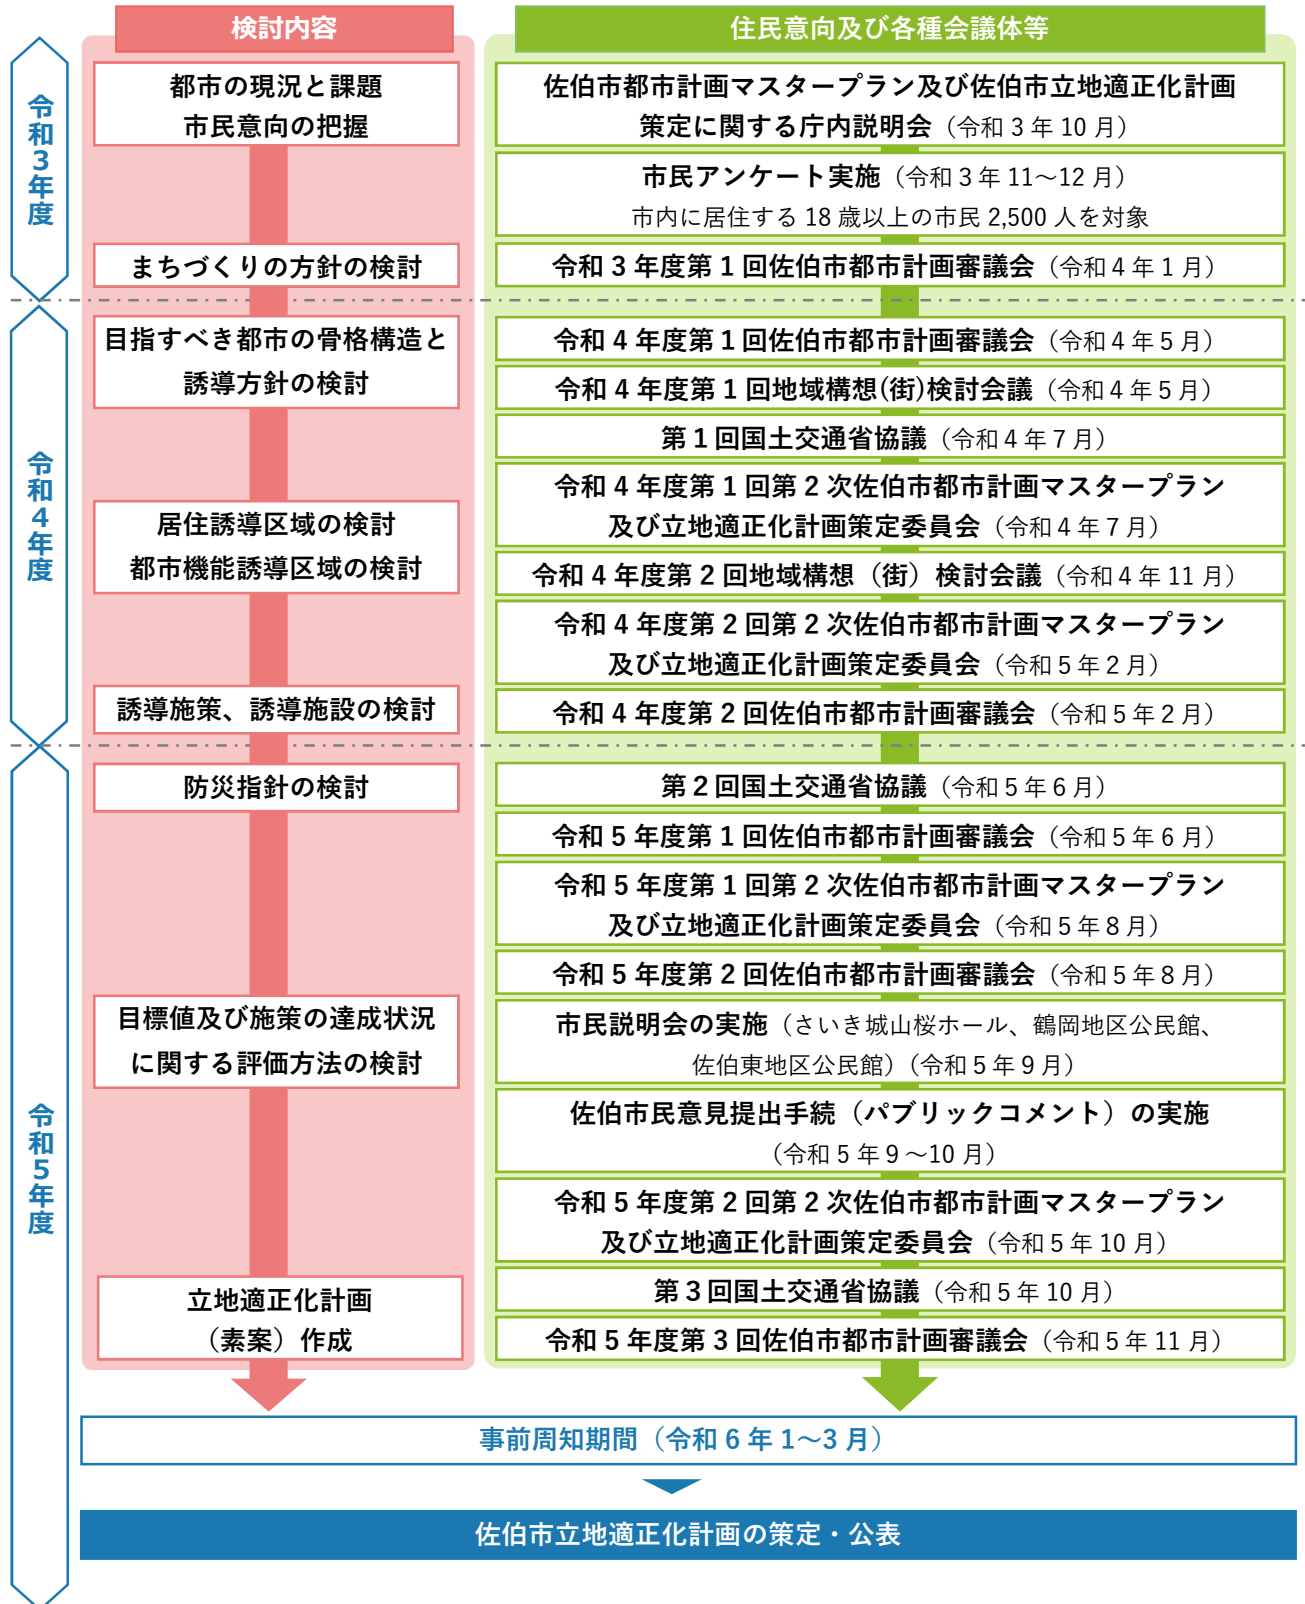 検討内容
住民意向及び各種会議体等
令和3年度
都市の現況と課題
市民意向の把握
まちづくりの方針の検討
佐伯市都市計画マスタープラン及び佐伯市立地適正化計画
策定に関する庁内説明会（令和3年10月）
市民アンケート実施（令和3年11～12月）
市内に居住する18歳以上の市民2,500人を対象
令和3年度第1回佐伯市都市計画審議会（令和4年1月）
令和4年度
目指すべき都市の骨格構造と
誘導方針の検討
居住誘導区域の検討
都市機能誘導区域の検討
誘導施策、誘導施設の検討
令和4年度第1回佐伯市都市計画審議会（令和4年5月）
令和4年度第1回地域構想(街)検討会議（令和4年5月）
第1回国土交通省協議（令和4年7月）
令和4年度第1回第2次佐伯市都市計画マスタープラン
及び立地適正化計画策定委員会（令和4年7月）
令和4年度第2回地域構想（街）検討会議（令和4年11月）
令和4年度第2回第2次佐伯市都市計画マスタープラン
及び立地適正化計画策定委員会（令和5年2月）
令和4年度第2回佐伯市都市計画審議会（令和5年2月）
令和5年度
防災指針の検討
目標値及び施策の達成状況
に関する評価方法の検討
立地適正化計画
（素案）作成
第2回国土交通省協議（令和5年6月）
令和5年度第1回佐伯市都市計画審議会（令和5年6月）
令和5年度第1回第2次佐伯市都市計画マスタープラン
及び立地適正化計画策定委員会（令和5年8月）
令和5年度第2回佐伯市都市計画審議会（令和5年8月）
市民説明会の実施（さいき城山桜ホール、鶴岡地区公民館、
佐伯東地区公民館）（令和5年9月）
佐伯市民意見提出手続（パブリックコメント）の実施
（令和5年9～10月）
令和5年度第2回第2次佐伯市都市計画マスタープラン
及び立地適正化計画策定委員会（令和5年10月）
第3回国土交通省協議（令和5年10月）
令和5年度第3回佐伯市都市計画審議会（令和5年11月）
事前周知期間（令和6年1～3月）
佐伯市立地適正化計画の策定・公表